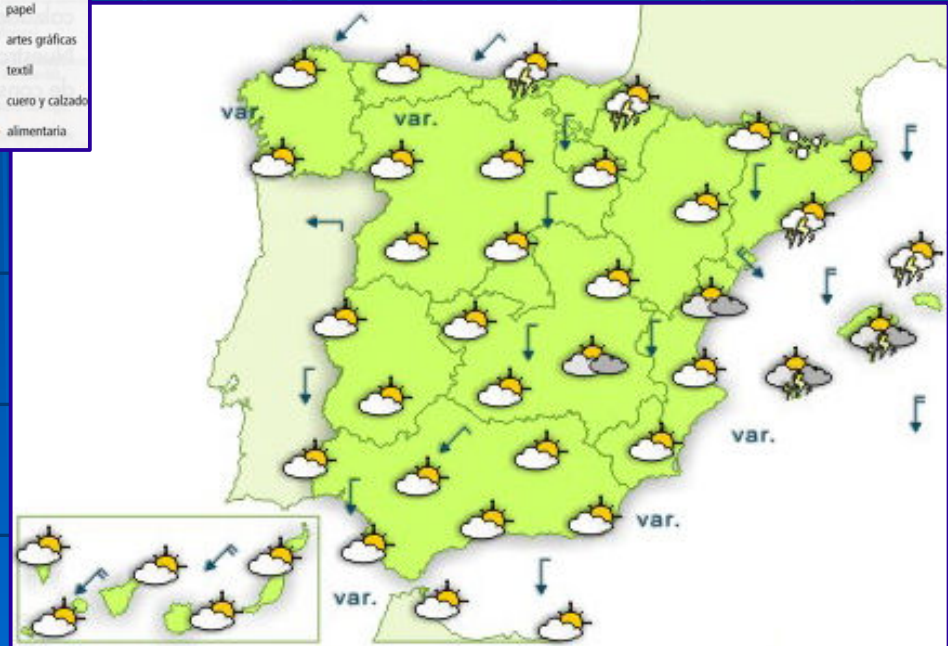 papel
artes gráficas
textil
cuero y calzado
alimentaria
var.
var.
var.
var.
var.